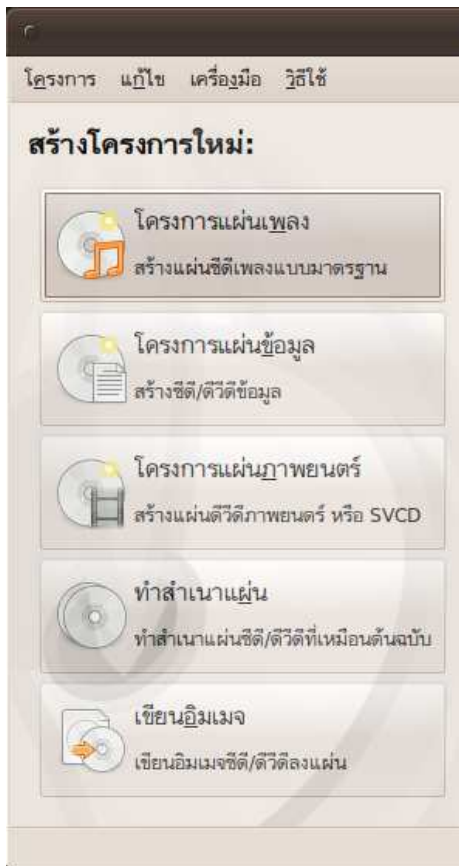 โครงการ แก้ไข เครื่องมือ วิธีใช้
สร้างโครงการใหม่:
โครงการแผ่นเพลง
สร้างแผ่นซีดีเพลงแบบมาตรฐาน
โครงการแผ่นข้อมูล
สร้างซีดี/ดีวีดีข้อมูล
โครงการแผ่นภาพยนตร์
สร้างแผ่นดีวีดีภาพยนตร์ หรือ SVCD
ทำสำเนาแผ่น
ทำสำเนาแผ่นซีดี/ดีวีดีที่เหมือนต้นฉบับ
เขียนอิมเมจ
เขียนอิมเมจซีดี/ดีวีดีลงแผ่น